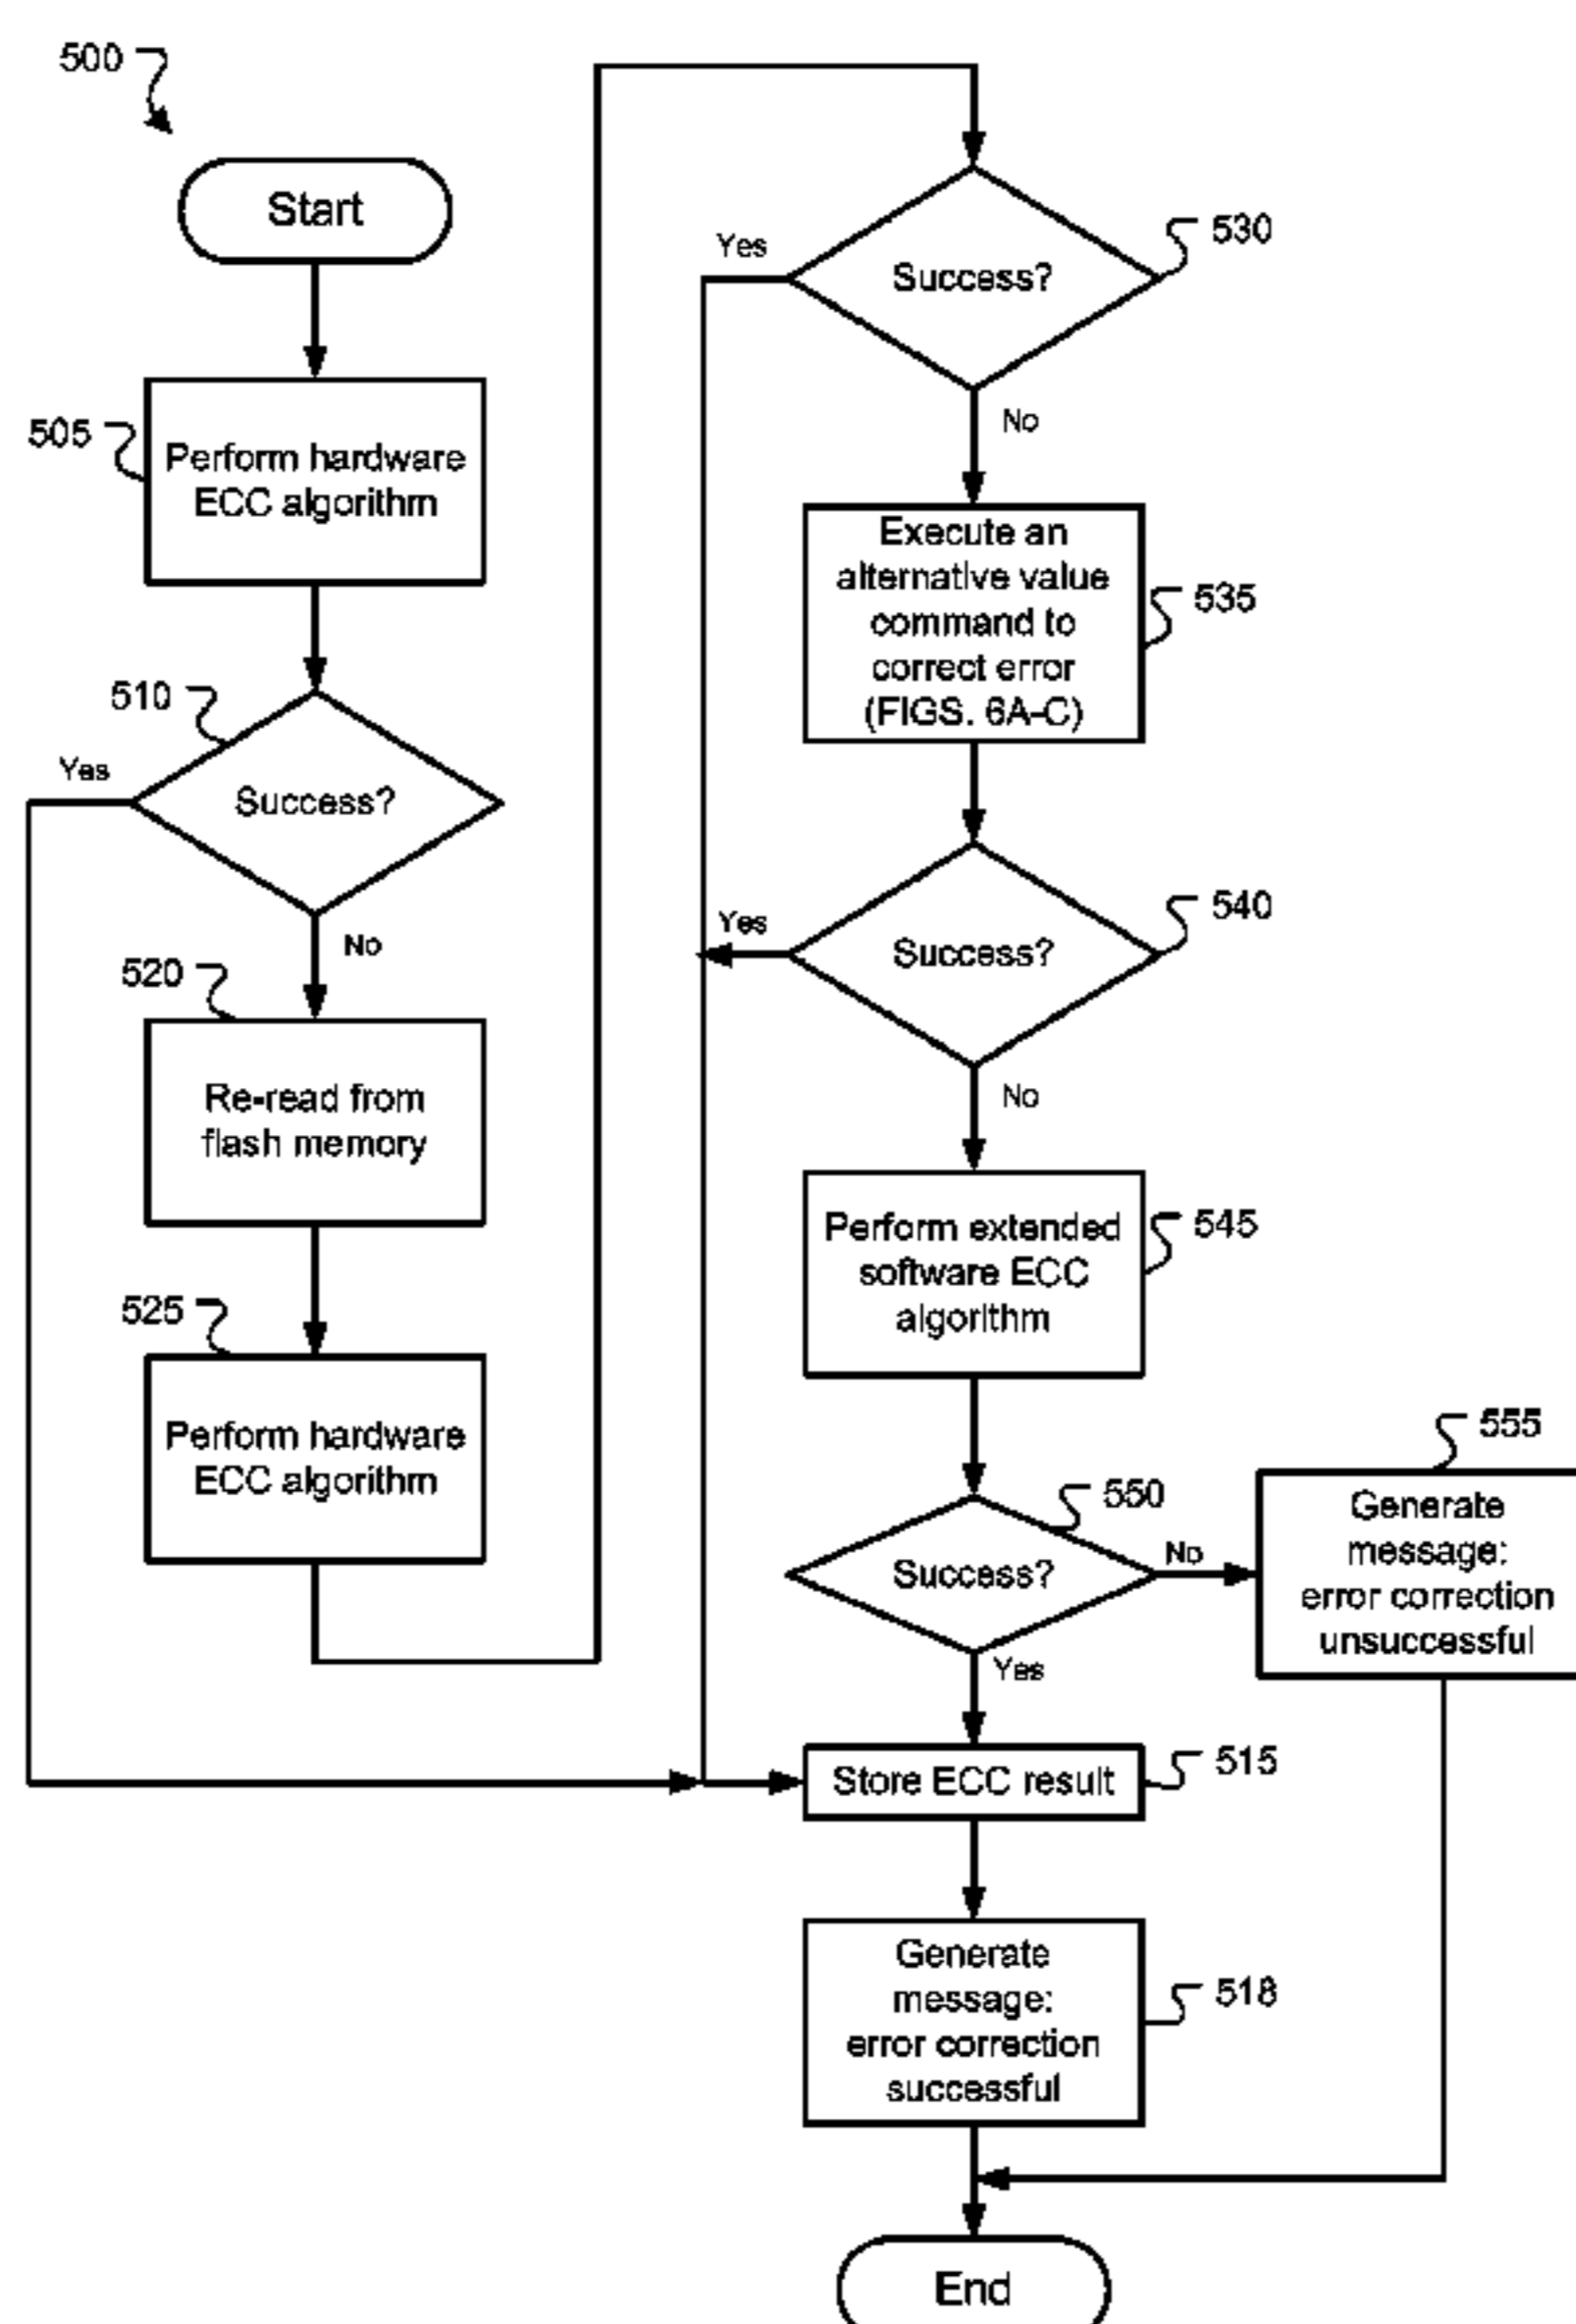 500
Start
505
Perform hardware
ECC algorithm
510
Yes
Success?
No
520
Re-read from
flash memory
525
Perform hardware
ECC algorithm
530
Yes
Success?
No
Execute an
alternative value
command to
correct error
(FIGS. 6A-C)
535
540
Yes
Success?
No
Perform extended
software ECC
algorithm
545
550
Success?
No
Yes
555
Generate
message:
error correction
unsuccessful
Store ECC result
515
Generate
message:
error correction
successful
518
End